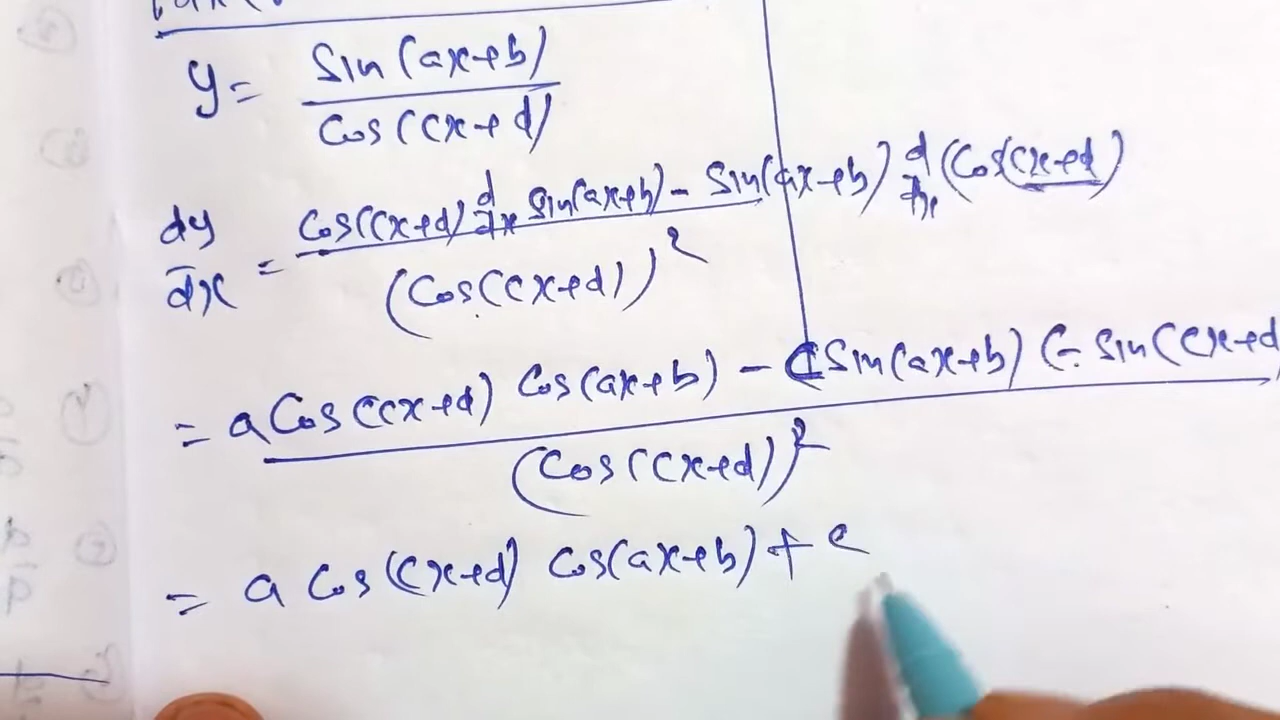 y = sin(ax+b) / cos(cx+d)
dy/dx = cos(cx+d) d/dx sin(ax+b) - sin(ax+b) d/dx (cos(cx+d) / (cos(cx+d))²
= a cos(cx+d) cos(ax+b) - c sin(ax+b) (- sin(cx+d / (cos(cx+d))²
= a cos(cx+d) cos(ax+b) + c